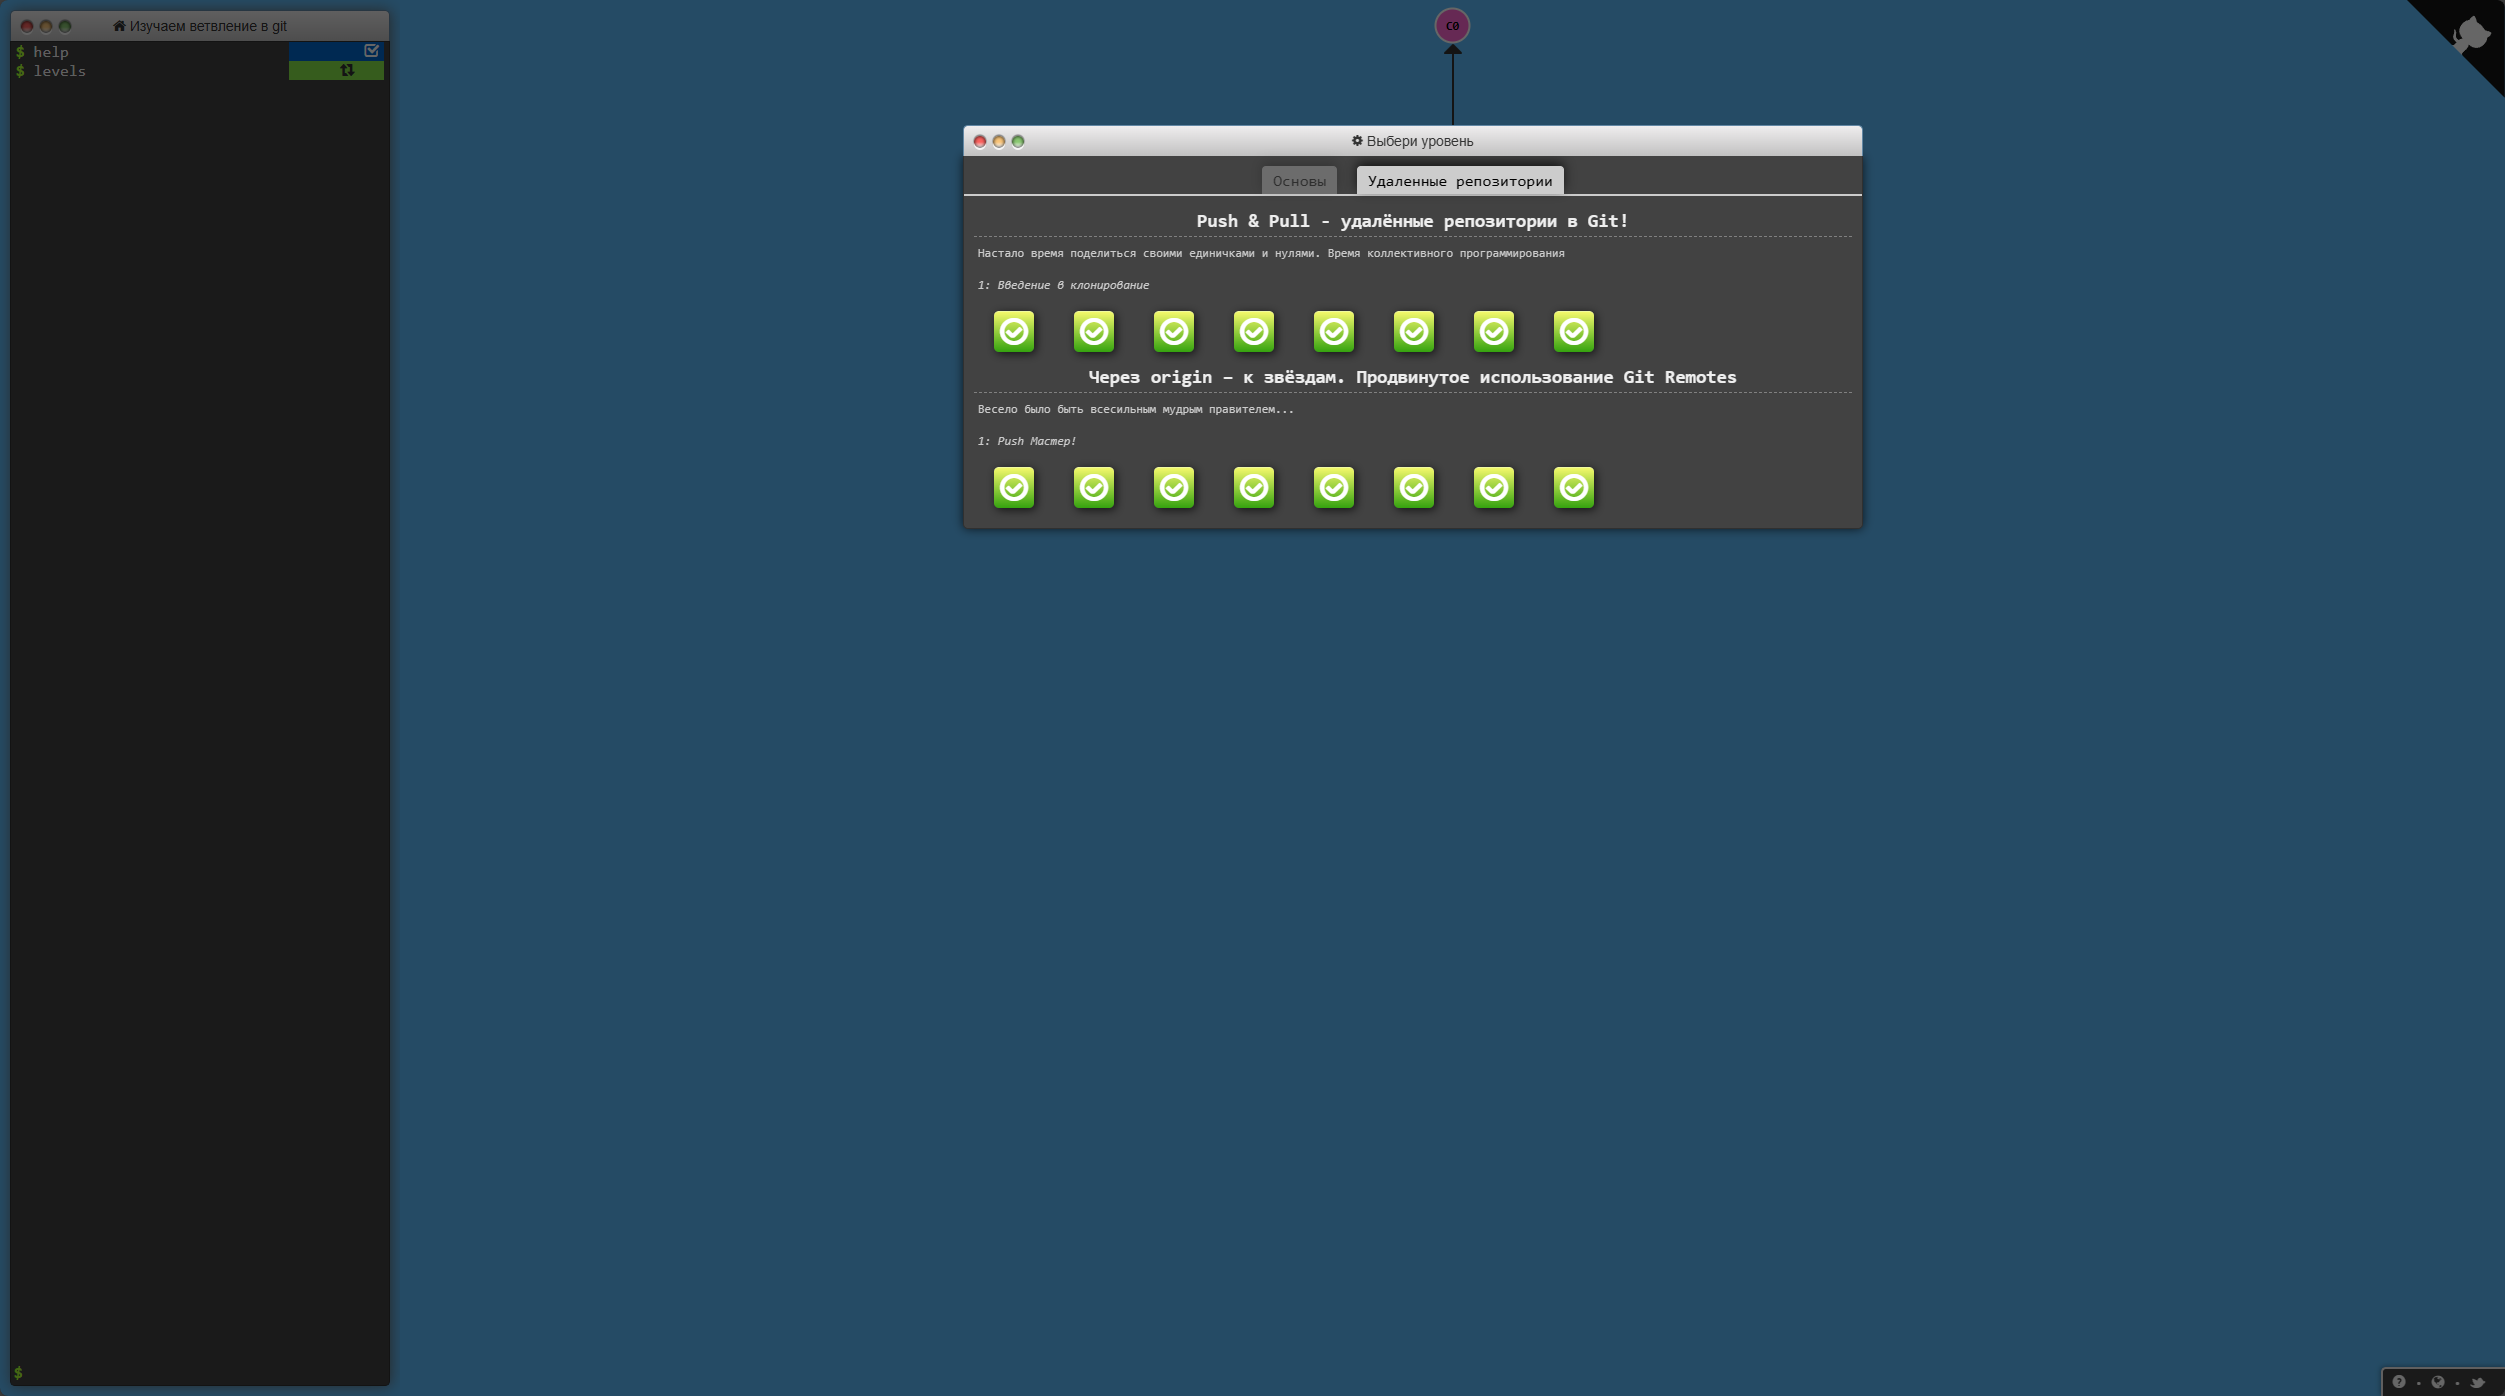 Изучаем ветвление в git
$ help
$ levels
$
C0
Выбери уровень
Основы
Удаленные репозитории
Push & Pull - удалённые репозитории в Git!
Настало время поделиться своими единичками и нулями. Время коллективного программирования
1: Введение в клонирование
Через origin – к звёздам. Продвинутое использование Git Remotes
Весело было быть всесильным мудрым правителем...
1: Push Мастер!